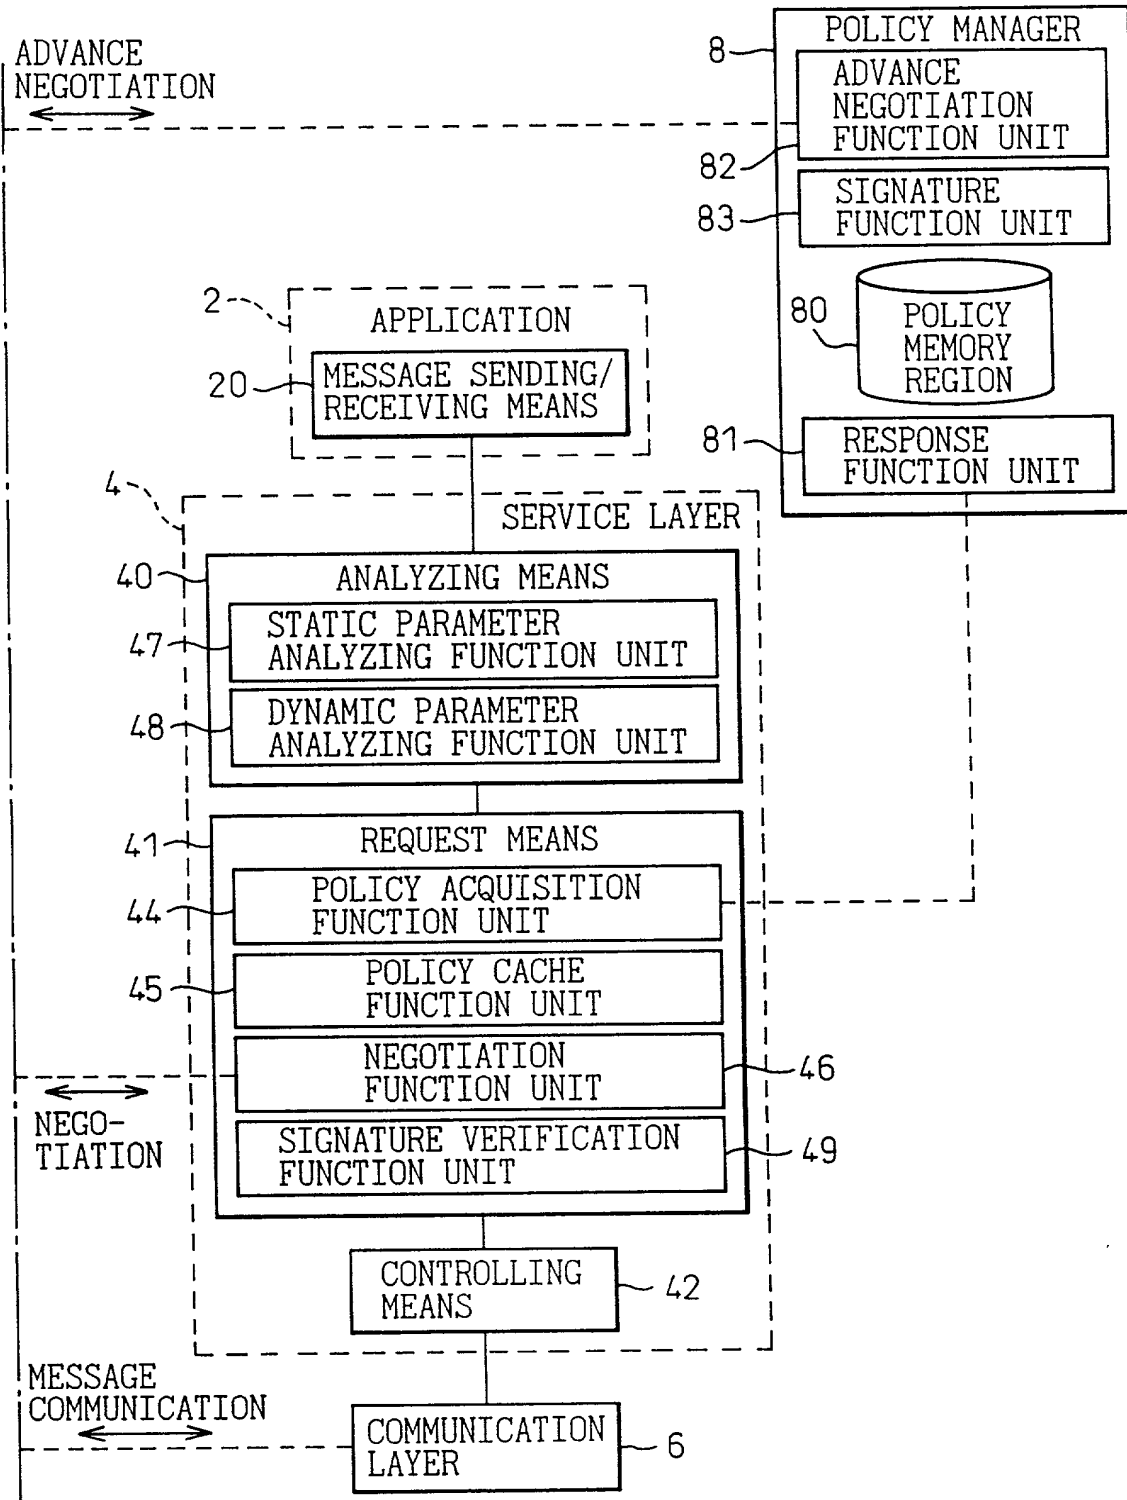 ADVANCE
NEGOTIATION
8
POLICY MANAGER
ADVANCE
NEGOTIATION
FUNCTION UNIT
82
SIGNATURE
FUNCTION UNIT
83
80
POLICY
MEMORY
REGION
81
RESPONSE
FUNCTION UNIT
2
APPLICATION
20
MESSAGE SENDING/
RECEIVING MEANS
4
SERVICE LAYER
40
ANALYZING MEANS
47
STATIC PARAMETER
ANALYZING FUNCTION UNIT
48
DYNAMIC PARAMETER
ANALYZING FUNCTION UNIT
41
REQUEST MEANS
44
POLICY ACQUISITION
FUNCTION UNIT
45
POLICY CACHE
FUNCTION UNIT
NEGOTIATION
FUNCTION UNIT
46
NEGO-
TIATION
SIGNATURE VERIFICATION
FUNCTION UNIT
49
CONTROLLING
MEANS
42
MESSAGE
COMMUNICATION
COMMUNICATION
LAYER
6